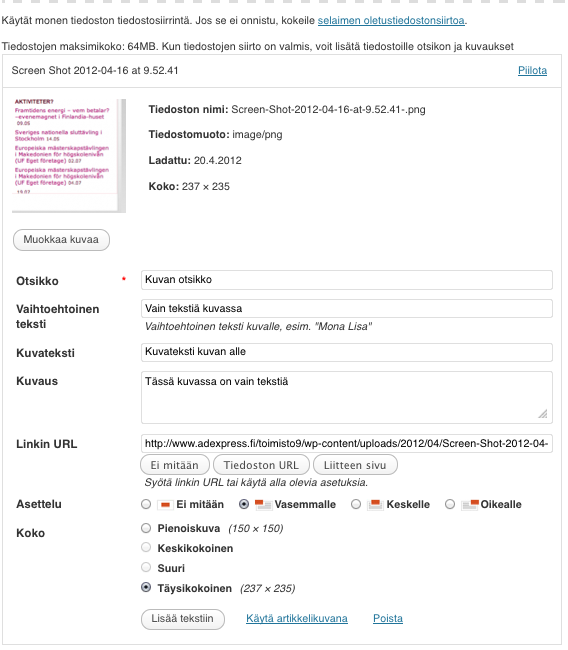 Käytät monen tiedoston tiedostosiirrintä. Jos se ei onnistu, kokeile selaimen oletustiedostonsiirtoa.
Tiedostojen maksimikoko: 64MB. Kun tiedostojen siirto on valmis, voit lisätä tiedostoille otsikon ja kuvaukset
Screen Shot 2012-04-16 at 9.52.41 Piilota
AKTIVITETER?
Framtidens energi – vem betalar?
-evenemagnet i Finlandia-huset
09.05
Sveriges nationella sluttävling i
Stockholm 14.05
Europeiska mästerskapstävlingen
i Makedonien för högskolenivån
(UF Eget företag) 02.07
Europeiska mästerskapstävlingen
i Makedonien för högskolenivån
(UF Eget företag) 04.07
Tiedoston nimi: Screen-Shot-2012-04-16-at-9.52.41-.png
Tiedostomuoto: image/png
Ladattu: 20.4.2012
Koko: 237 × 235
Muokkaa kuvaa
Otsikko * Kuvan otsikko
Vaihtoehtoinen teksti Vain tekstiä kuvassa
Vaihtoehtoinen teksti kuvalle, esim. "Mona Lisa"
Kuvateksti Kuvateksti kuvan alle
Kuvaus Tässä kuvassa on vain tekstiä
Linkin URL http://www.adexpress.fi/toimisto9/wp-content/uploads/2012/04/Screen-Shot-2012-04-
Ei mitään Tiedoston URL Liitteen sivu
Syötä linkin URL tai käytä alla olevia asetuksia.
Asettelu Ei mitään Vasemmalle Keskelle Oikealle
Koko Pienoiskuva (150 × 150)
Keskikokoinen
Suuri
Täysikokoinen (237 × 235)
Lisää tekstiin Käytä artikkelikuvana Poista